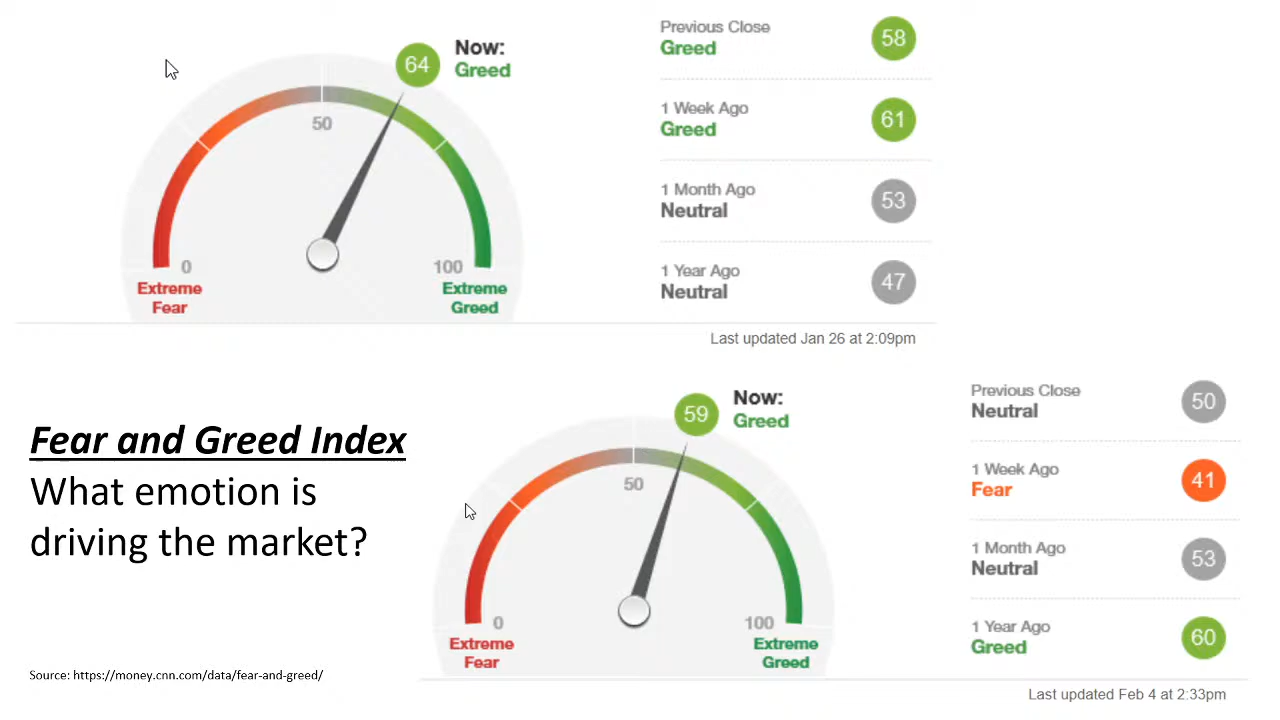 64
Now:
Greed
50
0
100
Extreme
Fear
Extreme
Greed
Previous Close
Greed
58
1 Week Ago
Greed
61
1 Month Ago
Neutral
53
1 Year Ago
Neutral
47
Last updated Jan 26 at 2:09pm
Fear and Greed Index
What emotion is
driving the market?
Source: https://money.cnn.com/data/fear-and-greed/
59
Now:
Greed
50
0
100
Extreme
Fear
Extreme
Greed
Previous Close
Neutral
50
1 Week Ago
Fear
41
1 Month Ago
Neutral
53
1 Year Ago
Greed
60
Last updated Feb 4 at 2:33pm